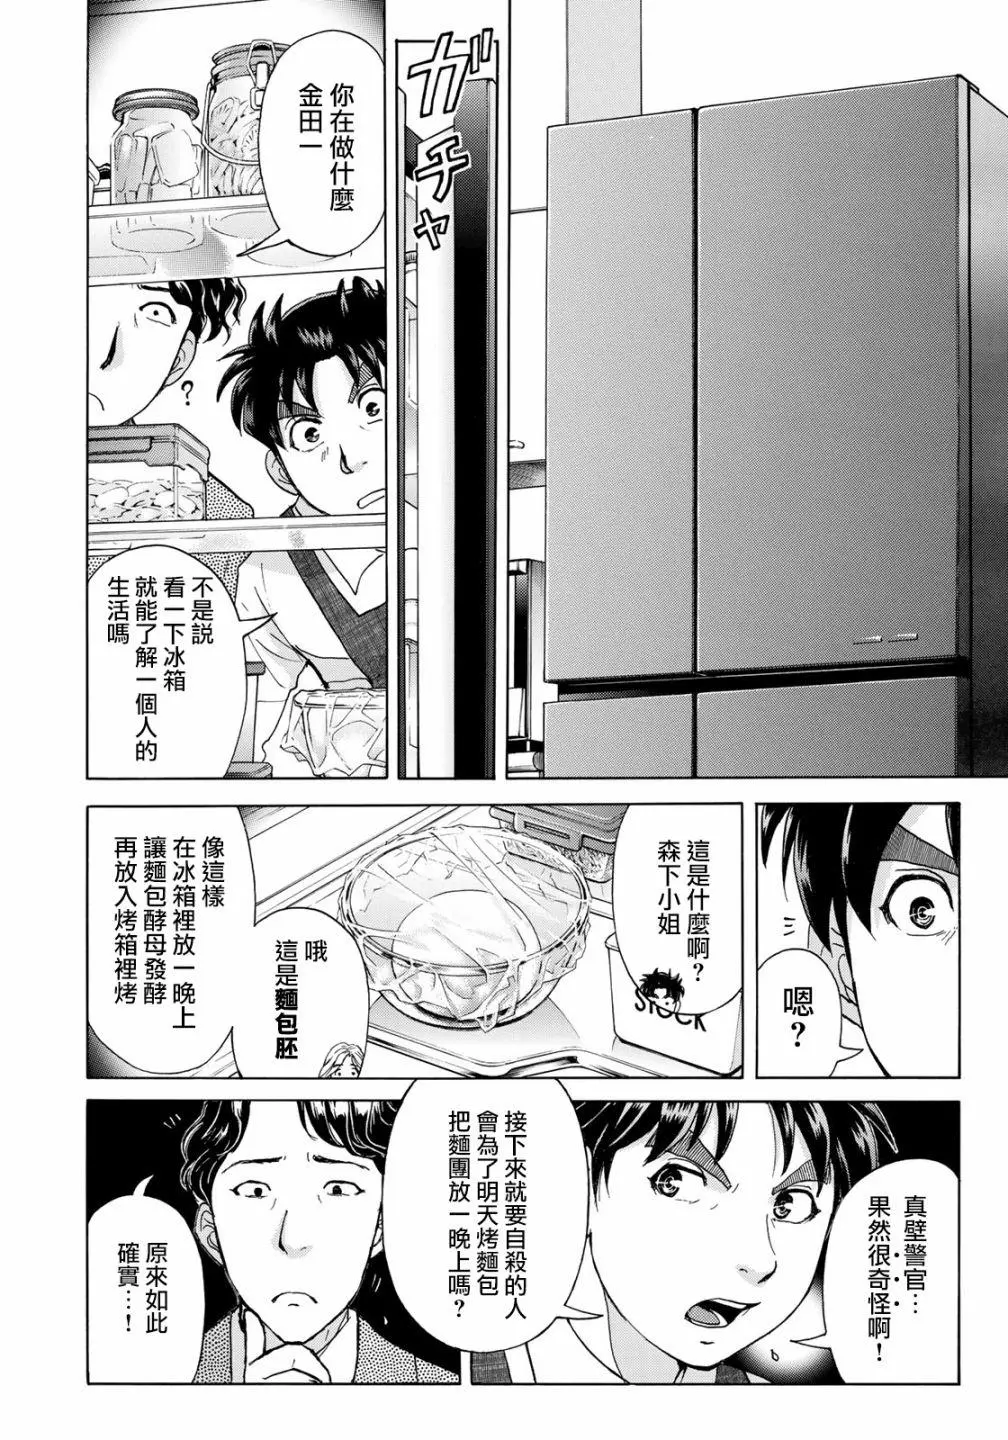 ガチャ
你在做什麼
金田一
?
不是說
看一下冰箱
就能了解一個人的
生活嗎
嗯?
這是什麼啊?
森下小姐
STOCK
哦
這是麵包胚
像這樣
在冰箱裡放一晚上
讓麵包酵母發酵
再放入烤箱裡烤
真壁警官…
果然很奇怪啊!
接下來就要自殺的人
會為了明天烤麵包
把麵團放一晚上嗎?
原來如此
確實…!